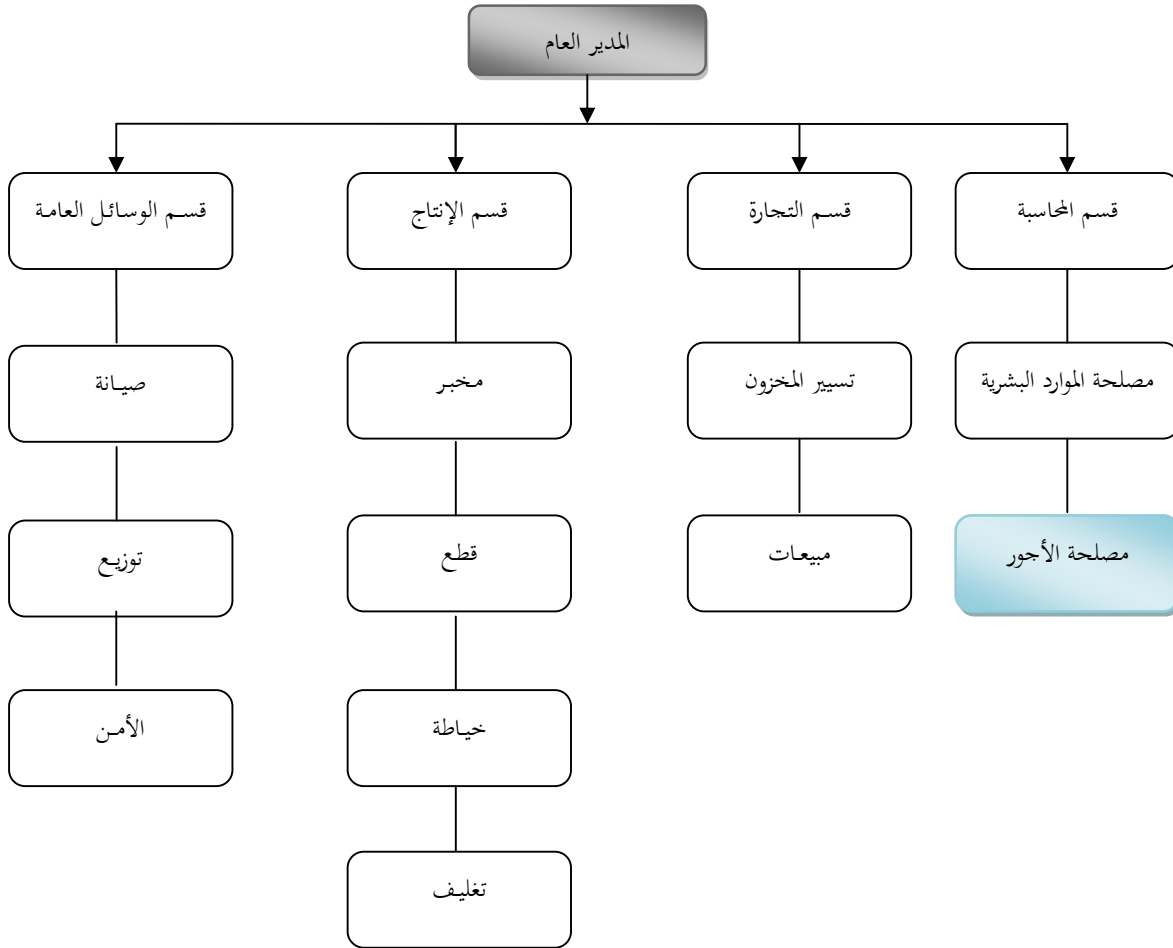 المدير العام
قسم المحاسبة
قسم التجارة
قسم الإنتاج
قسم الوسائل العامة
مصلحة الموارد البشرية
تسيير المخزون
مخبر
صيانة
مصلحة الأجور
مبيعات
قطع
توزيع
خياطة
الأمن
تغليف